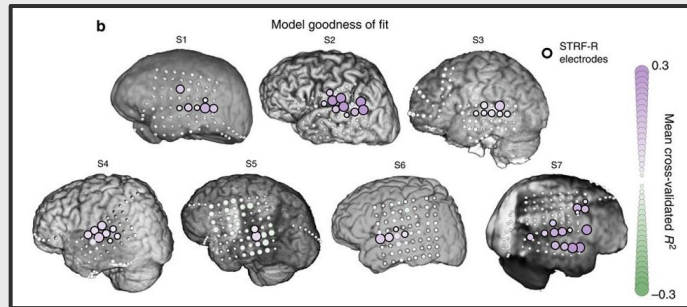 b
Model goodness of fit
S1
S2
S3
STRF-R
electrodes
0.3
Mean cross-validated R²
–0.3
S4
S5
S6
S7